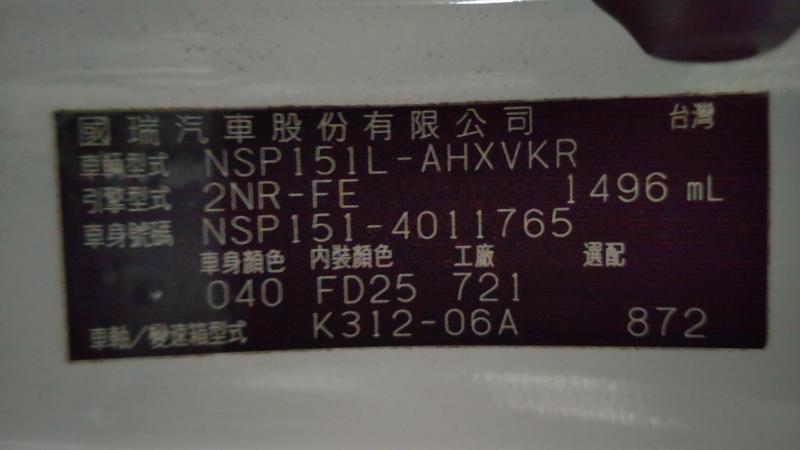 國瑞汽車股份有限公司 台灣
車輛型式 NSP151L-AHXVKR
引擎型式 2NR-FE 1496 mL
車身號碼 NSP151-4011765
車身顏色 內裝顏色 工廠 選配
040 FD25 721
車軸/變速箱型式 K312-06A 872